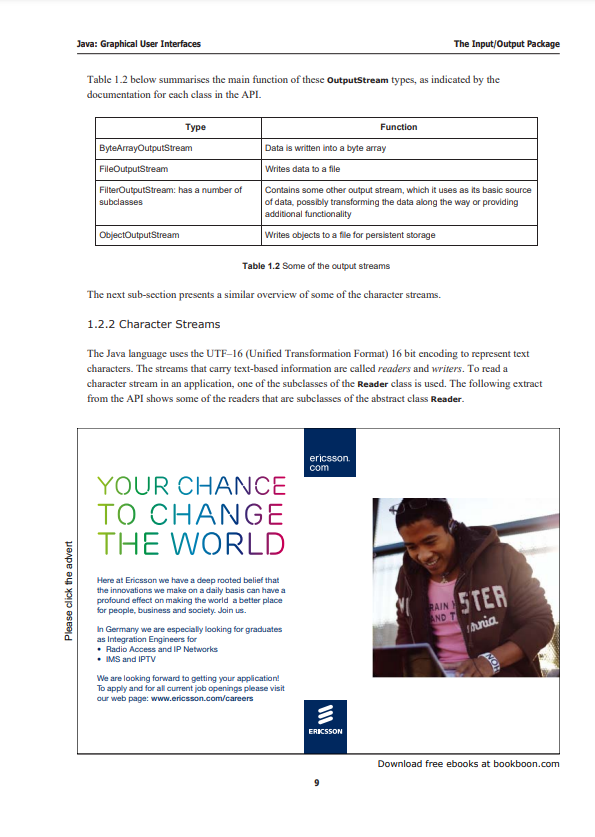 Java: Graphical User Interfaces
The Input/Output Package
Table 1.2 below summarises the main function of these OutputStream types, as indicated by the
documentation for each class in the API.
Type
Function
ByteArrayOutputStream
Data is written into a byte array
FileOutputStream
Writes data to a file
FilterOutputStream: has a number of
subclasses
Contains some other output stream, which it uses as its basic source
of data, possibly transforming the data along the way or providing
additional functionality
ObjectOutputStream
Writes objects to a file for persistent storage
Table 1.2 Some of the output streams
The next sub-section presents a similar overview of some of the character streams.
1.2.2 Character Streams
The Java language uses the UTF–16 (Unified Transformation Format) 16 bit encoding to represent text
characters. The streams that carry text-based information are called readers and writers. To read a
character stream in an application, one of the subclasses of the Reader class is used. The following extract
from the API shows some of the readers that are subclasses of the abstract class Reader.
Please click the advert
ericsson.
com
YOUR CHANCE
TO CHANGE
THE WORLD
Here at Ericsson we have a deep rooted belief that
the innovations we make on a daily basis can have a
profound effect on making the world a better place
for people, business and society. Join us.
In Germany we are especially looking for graduates
as Integration Engineers for
• Radio Access and IP Networks
• IMS and IPTV
We are looking forward to getting your application!
To apply and for all current job openings please visit
our web page: www.ericsson.com/careers
ERICSSON
Download free ebooks at bookboon.com
9